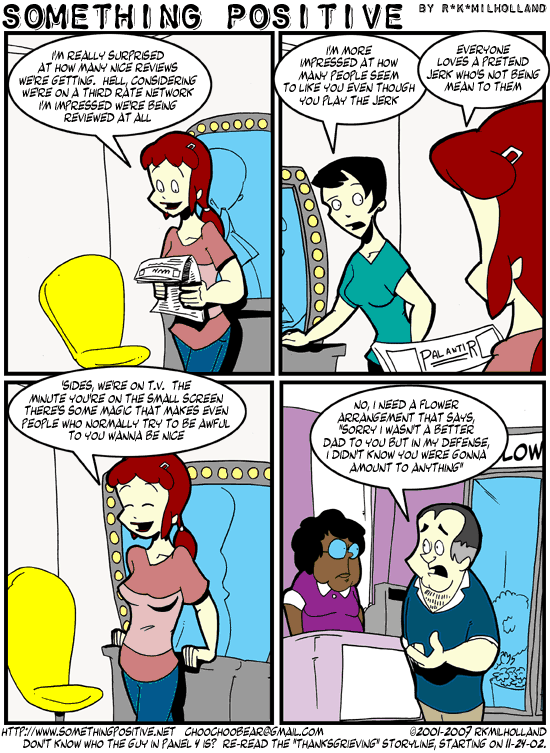 SOMETHING POSITIVE BY R*K*MILHOLLAND
I'M REALLY SURPRISED
AT HOW MANY NICE REVIEWS
WE'RE GETTING. HELL, CONSIDERING
WE'RE ON A THIRD RATE NETWORK
I'M IMPRESSED WE'RE BEING
REVIEWED AT ALL
I'M MORE
IMPRESSED AT HOW
MANY PEOPLE SEEM
TO LIKE YOU EVEN THOUGH
YOU PLAY THE JERK
EVERYONE
LOVES A PRETEND
JERK WHO'S NOT BEING
MEAN TO THEM
PALANTIR
'SIDES, WE'RE ON T.V. THE
MINUTE YOU'RE ON THE SMALL SCREEN
THERE'S SOME MAGIC THAT MAKES EVEN
PEOPLE WHO NORMALLY TRY TO BE AWFUL
TO YOU WANNA BE NICE
NO, I NEED A FLOWER
ARRANGEMENT THAT SAYS,
"SORRY I WASN'T A BETTER
DAD TO YOU BUT IN MY DEFENSE,
I DIDN'T KNOW YOU WERE GONNA
AMOUNT TO ANYTHING"
LOW
HTTP://WWW.SOMETHINGPOSITIVE.NET CHOOCHOOBEAR@GMAIL.COM ©2001-2009 RKMILHOLLAND
DON'T KNOW WHO THE GUY IN PANEL 4 IS? RE-READ THE "THANKSGRIEVING" STORYLINE, STARTING ON 11-24-03